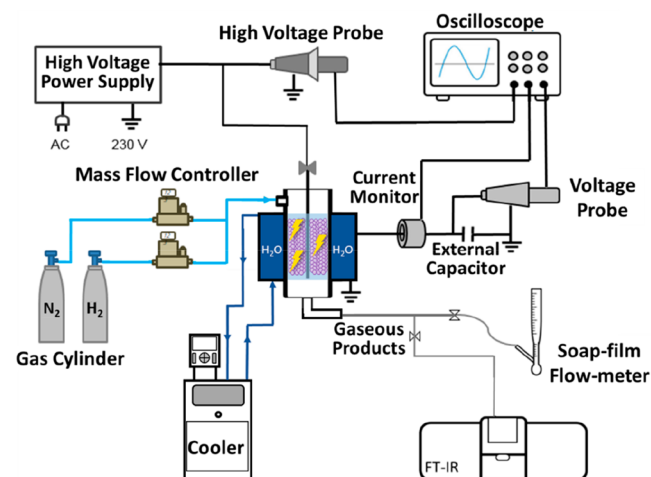 Oscilloscope
High Voltage Probe
High Voltage
Power Supply
AC
230 V
Mass Flow Controller
Current
Monitor
Voltage
Probe
H₂O
H₂O
External
Capacitor
N₂
H₂
Gas Cylinder
Gaseous
Products
Soap-film
Flow-meter
Cooler
FT-IR